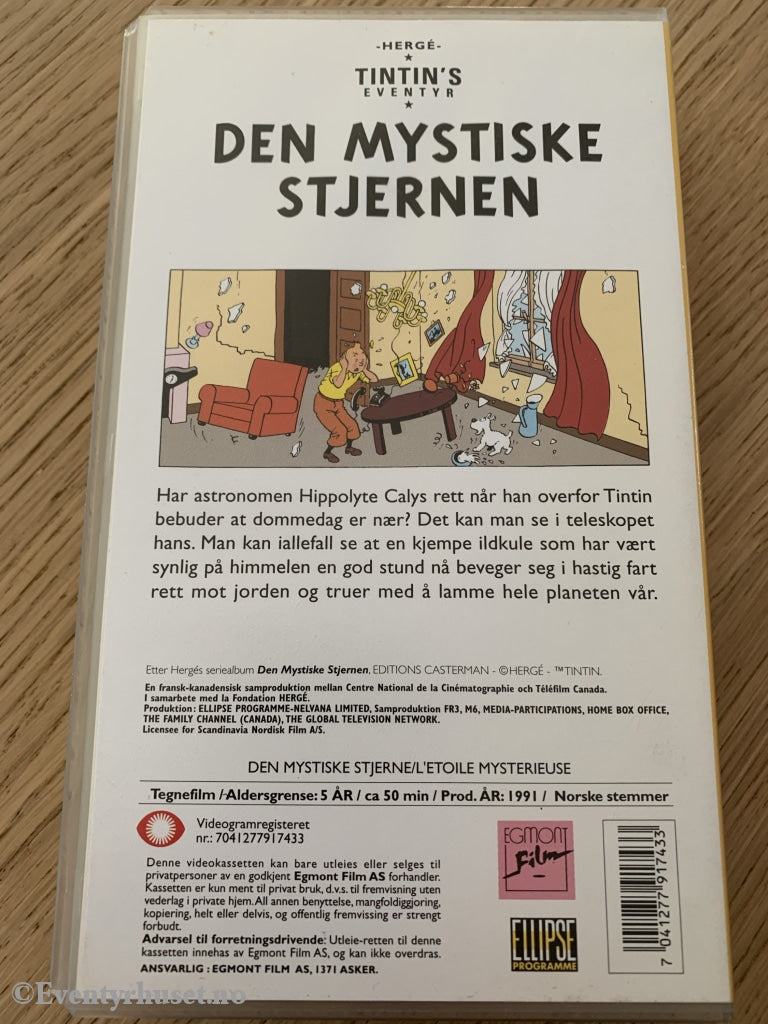 -HERGÉ-
TINTIN'S
EVENTYR
DEN MYSTISKE
STJERNEN
Har astronomen Hippolyte Calys rett når han overfor Tintin
bebuder at dommedag er nær? Det kan man se i teleskopet
hans. Man kan iallefall se at en kjempe ildkule som har vært
synlig på himmelen en god stund nå beveger seg i hastig fart
rett mot jorden og truer med å lamme hele planeten vår.
Etter Hergés seriealbum Den Mystiske Stjernen, EDITIONS CASTERMAN - ©HERGÉ - ™TINTIN.
En fransk-kanadensisk samproduktion mellan Centre National de la Cinématographie och Téléfilm Canada.
I samarbete med la Fondation HERGÉ.
Produktion: ELLIPSE PROGRAMME-NELVANA LIMITED, Samproduktion FR3, M6, MEDIA-PARTICIPATIONS, HOME BOX OFFICE,
THE FAMILY CHANNEL (CANADA), THE GLOBAL TELEVISION NETWORK.
Licensee for Scandinavia Nordisk Film A/S.
DEN MYSTISKE STJERNE/L'ETOILE MYSTERIEUSE
Tegnefilm / Aldersgrense: 5 ÅR / ca 50 min / Prod. ÅR: 1991 / Norske stemmer
Videogramregisteret
nr.: 7041277917433
Denne videokassetten kan bare utleies eller selges til
privatpersoner av en godkjent Egmont Film AS forhandler.
Kassetten er kun ment til privat bruk, d.v.s. til fremvisning uten
vederlag i private hjem. All annen benyttelse, mangfoldiggjoring,
kopiering, helt eller delvis, og offentlig fremvissing er strengt
forbudt.
Advarsel til forretningsdrivende: Utleie-retten til denne
kassetten innehas av Egmont Film AS, og kan ikke overdras.
ANSVARLIG : EGMONT FILM AS, 1371 ASKER.
EGMONT
Film
ELLIPSE
PROGRAMME
7 041277 917433
©Eventyrhuset.no